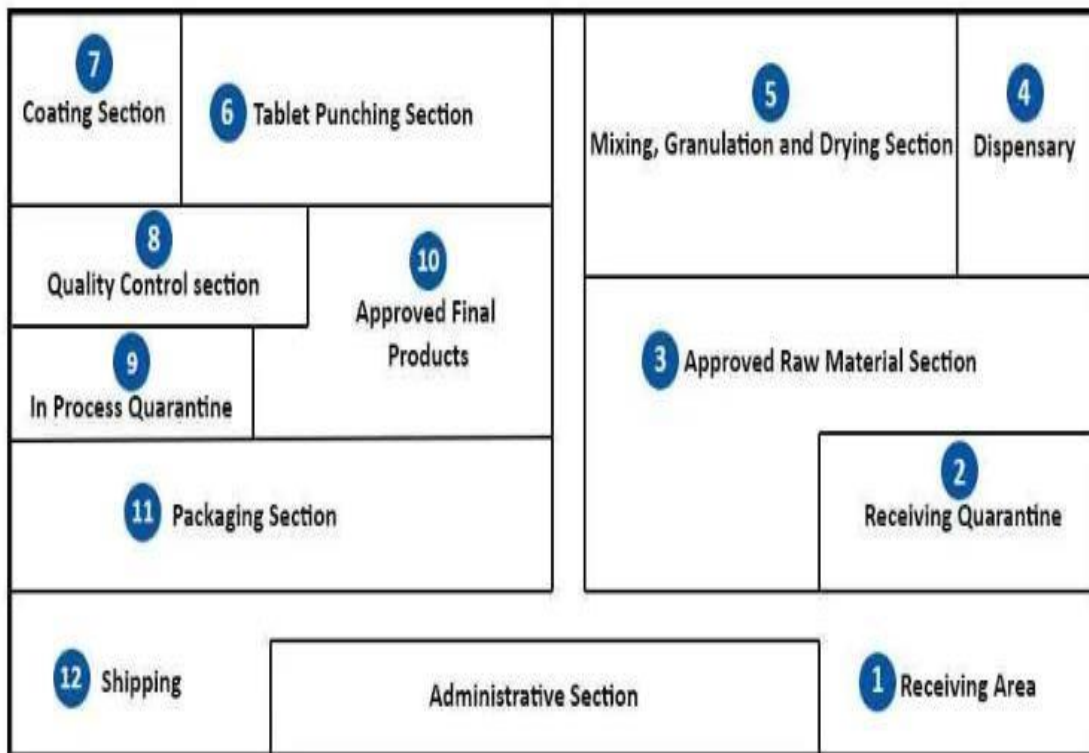 7
Coating Section
6 Tablet Punching Section
5
Mixing, Granulation and Drying Section
4
Dispensary
8
Quality Control section
10
Approved Final
Products
3 Approved Raw Material Section
9
In Process Quarantine
2
Receiving Quarantine
11 Packaging Section
12 Shipping
Administrative Section
1 Receiving Area